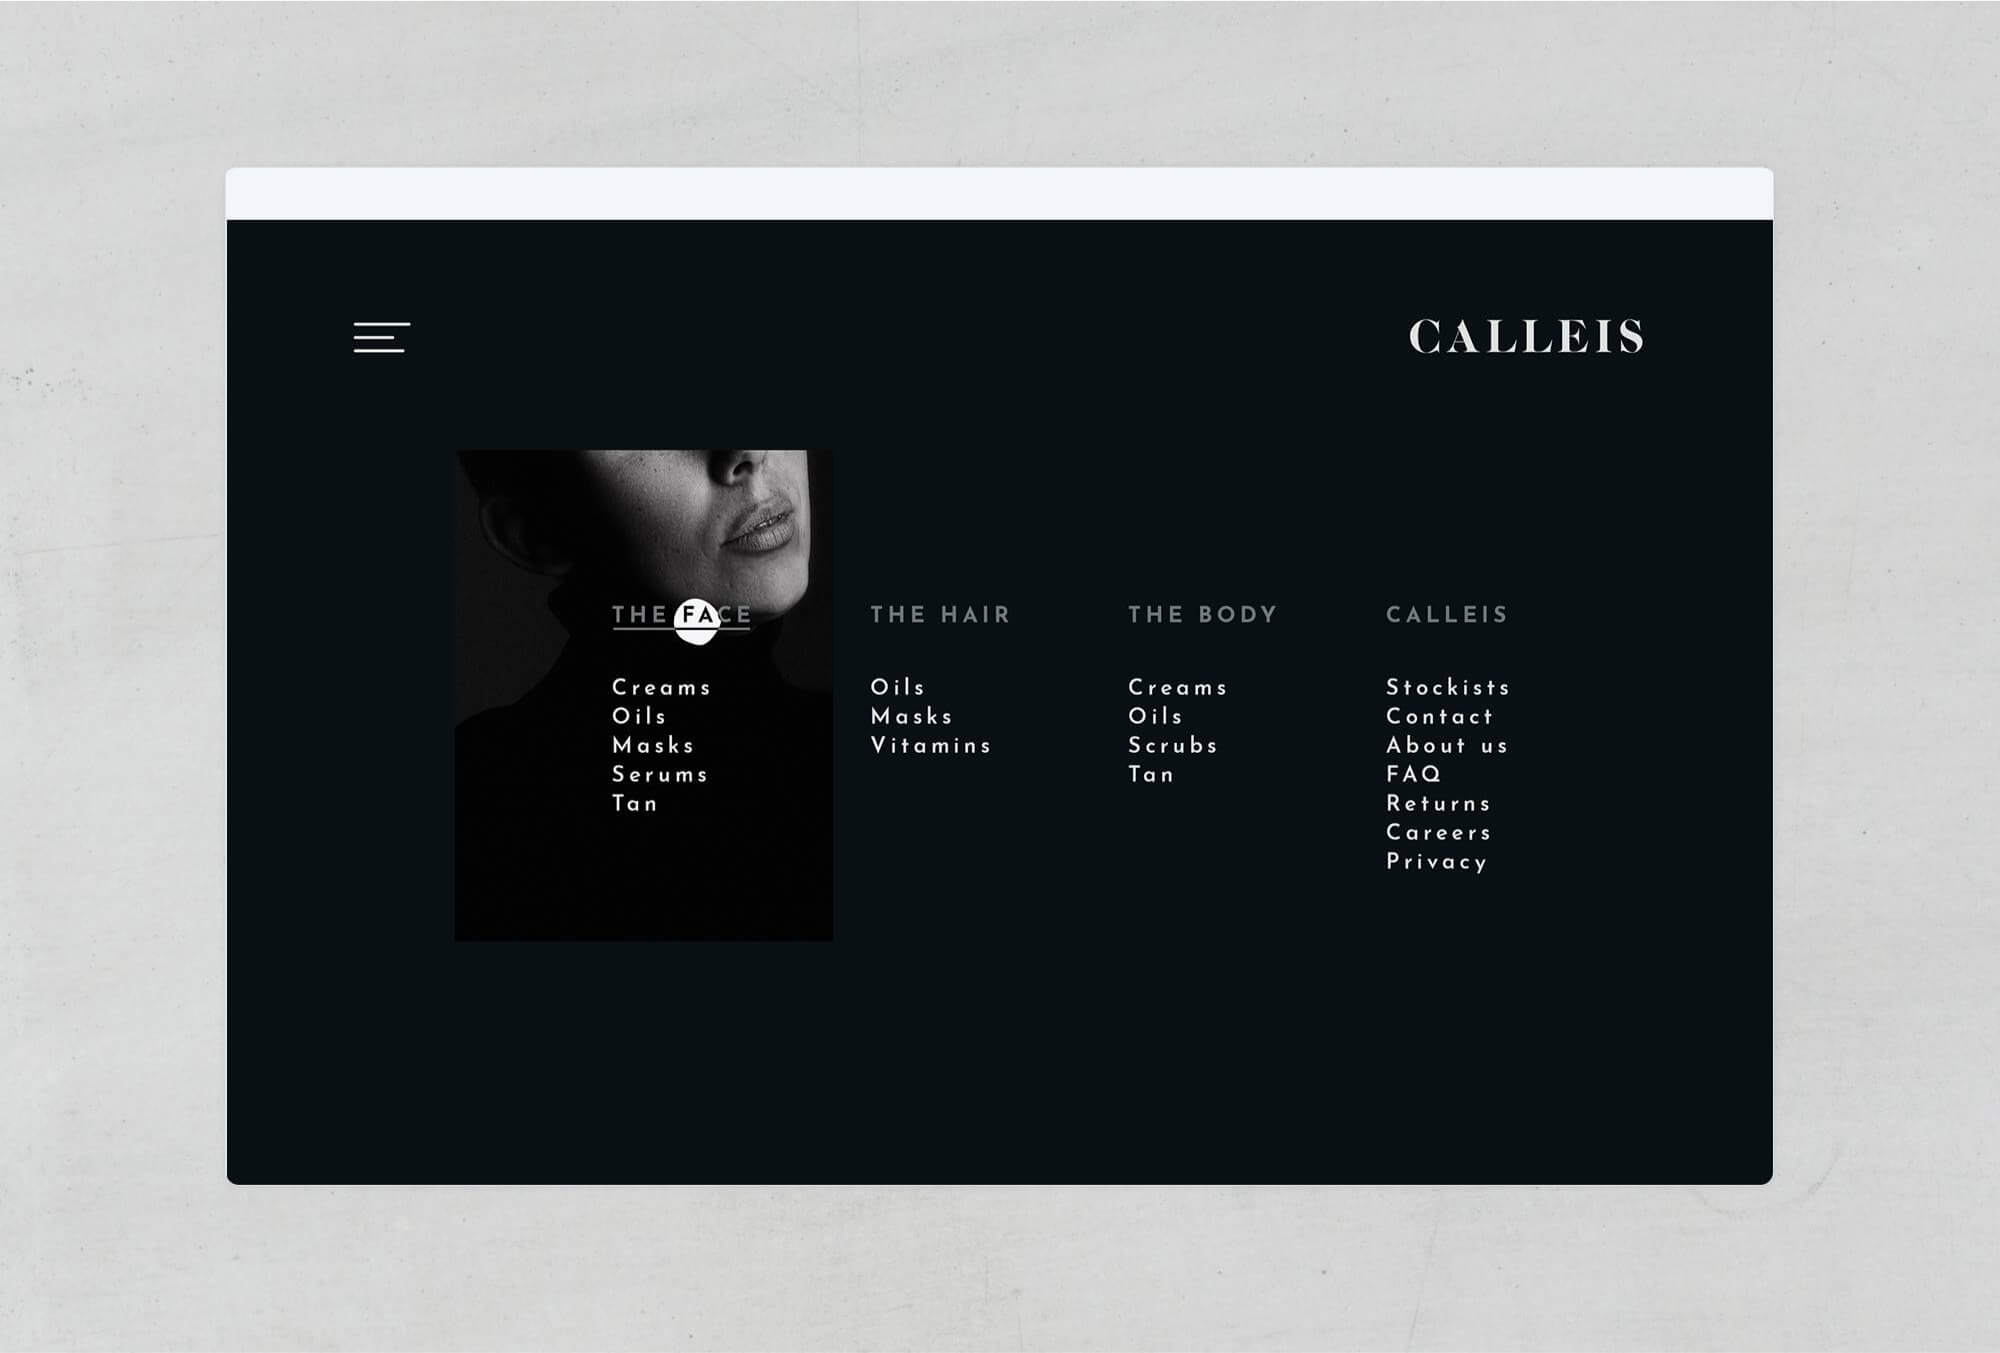 CALLEIS
THE FACE
Creams
Oils
Masks
Serums
Tan
THE HAIR
Oils
Masks
Vitamins
THE BODY
Creams
Oils
Scrubs
Tan
CALLEIS
Stockists
Contact
About us
FAQ
Returns
Careers
Privacy